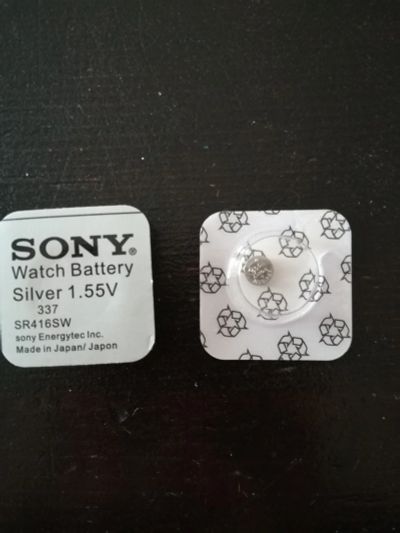 SONY®
Watch Battery
Silver 1.55V
337
SR416SW
sony Energytec Inc.
Made in Japan/ Japon